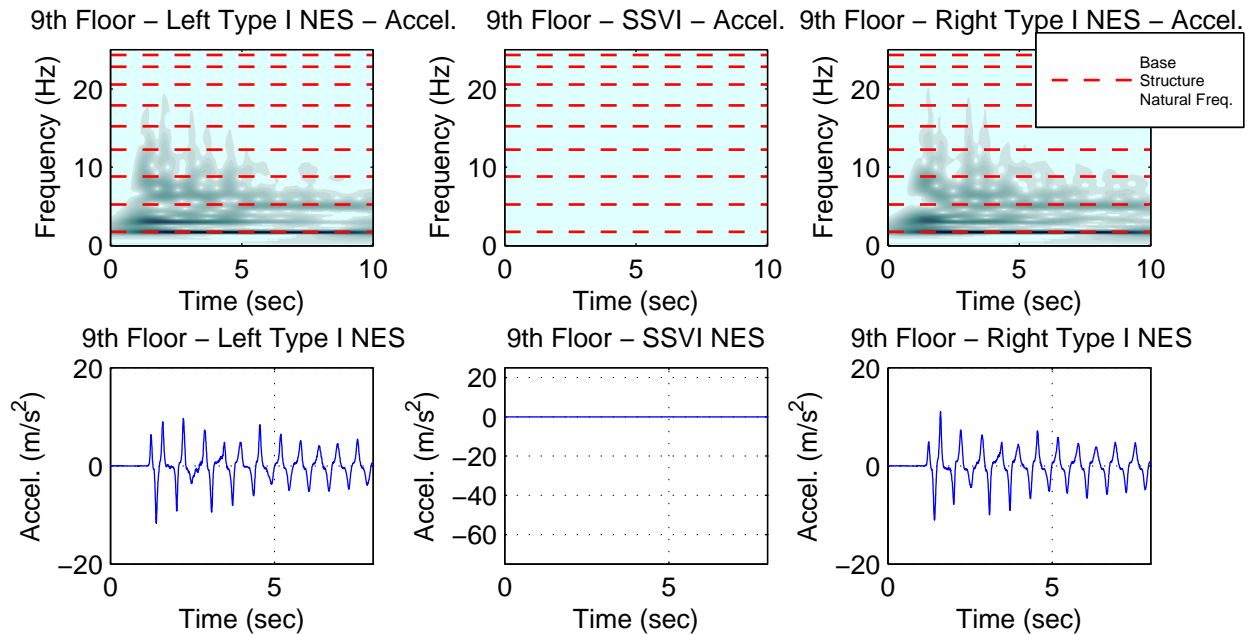 9th Floor – Left Type I NES – Accel.
9th Floor – SSVI – Accel.
9th Floor – Right Type I NES – Accel.
Base
Structure
Natural Freq.
Frequency (Hz)
20
10
0
0
5
10
Time (sec)
Frequency (Hz)
20
10
0
0
5
10
Time (sec)
Frequency (Hz)
20
10
0
0
5
10
Time (sec)
9th Floor – Left Type I NES
9th Floor – SSVI NES
9th Floor – Right Type I NES
Accel. (m/s²)
20
0
−20
0
5
Time (sec)
Accel. (m/s²)
20
0
−20
−40
−60
0
5
Time (sec)
Accel. (m/s²)
20
0
−20
0
5
Time (sec)